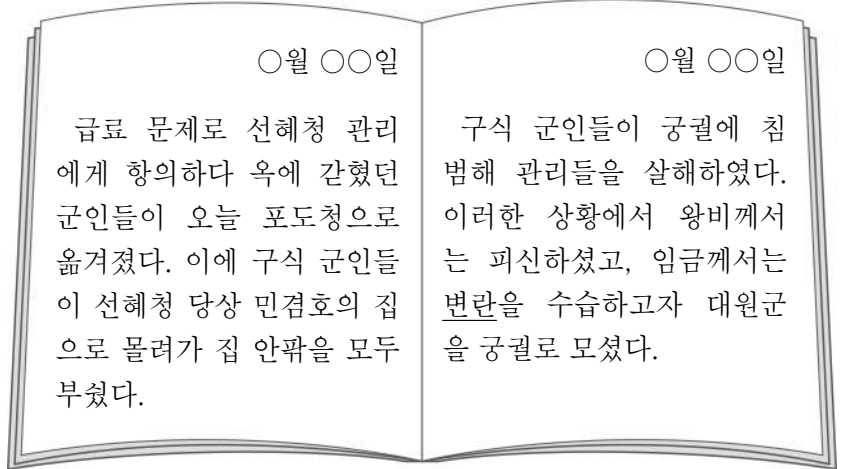 ○월 ○○일
급료 문제로 선혜청 관리
에게 항의하다 옥에 갇혔던
군인들이 오늘 포도청으로
옮겨졌다. 이에 구식 군인들
이 선혜청 당상 민겸호의 집
으로 몰려가 집 안팎을 모두
부쉈다.
○월 ○○일
구식 군인들이 궁궐에 침
범해 관리들을 살해하였다.
이러한 상황에서 왕비께서
는 피신하셨고, 임금께서는
변란을 수습하고자 대원군
을 궁궐로 모셨다.